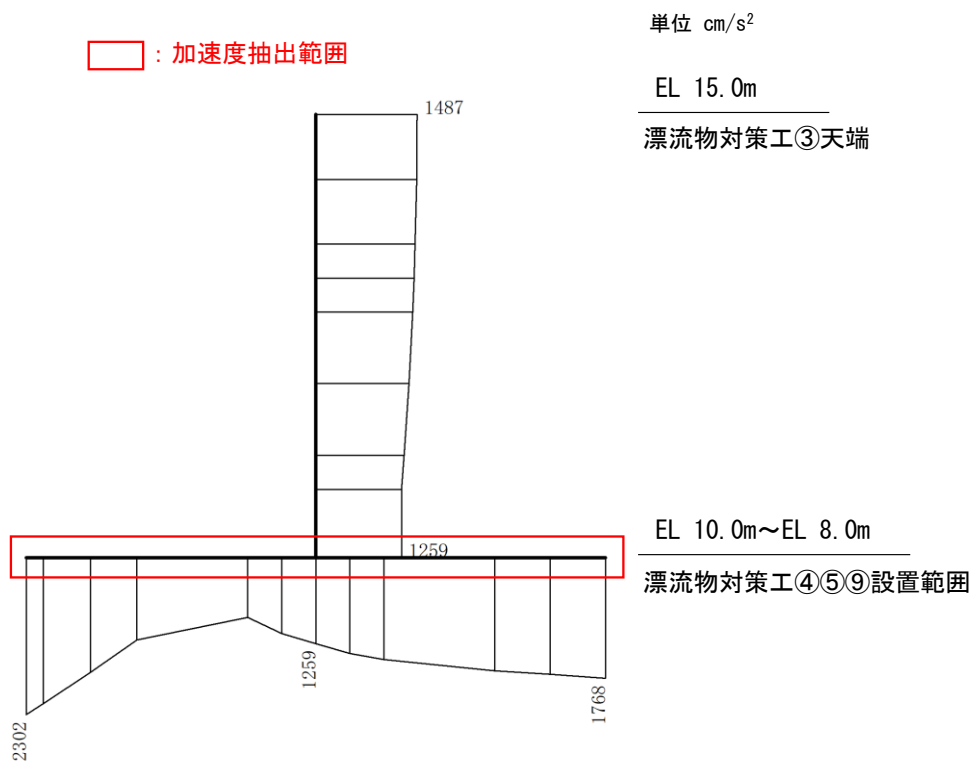 単位 cm/s²
：加速度抽出範囲
EL 15.0m
1487
漂流物対策工③天端
EL 10.0m～EL 8.0m
1259
漂流物対策工④⑤⑨設置範囲
1259
1768
2302